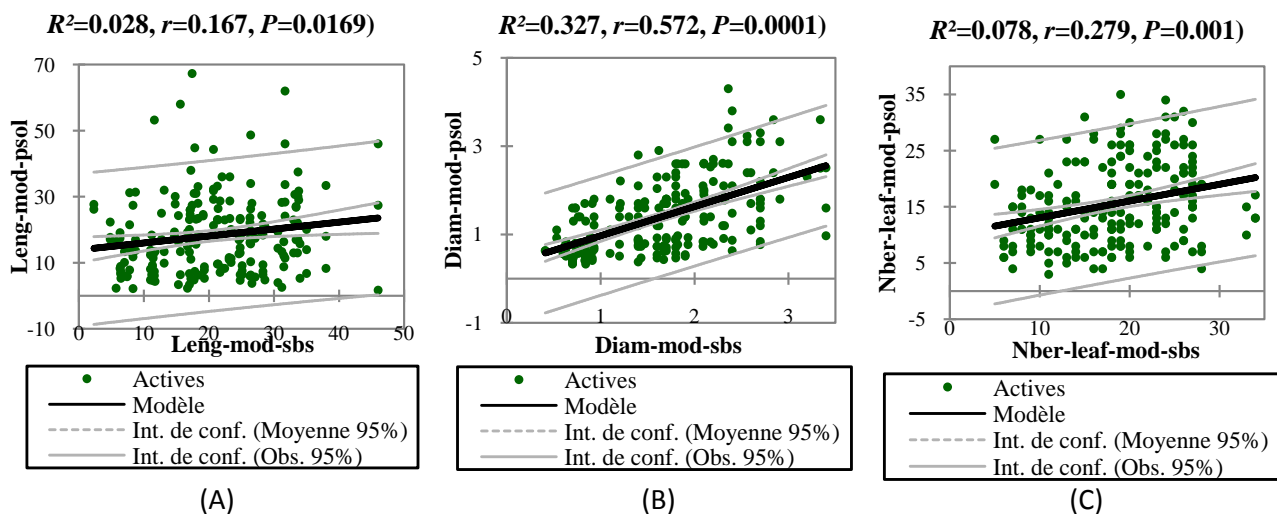 R²=0.028, r=0.167, P=0.0169)
70
50
30
10
-10
0
10
20
30
40
50
Leng-mod-psol
Leng-mod-sbs
Actives
Modèle
Int. de conf. (Moyenne 95%)
Int. de conf. (Obs. 95%)
(A)
R²=0.327, r=0.572, P=0.0001)
5
3
1
-1
0
1
2
3
Diam-mod-psol
Diam-mod-sbs
Actives
Modèle
Int. de conf. (Moyenne 95%)
Int. de conf. (Obs. 95%)
(B)
R²=0.078, r=0.279, P=0.001)
35
25
15
5
-5
0
10
20
30
Nber-leaf-mod-psol
Nber-leaf-mod-sbs
Actives
Modèle
Int. de conf. (Moyenne 95%)
Int. de conf. (Obs. 95%)
(C)